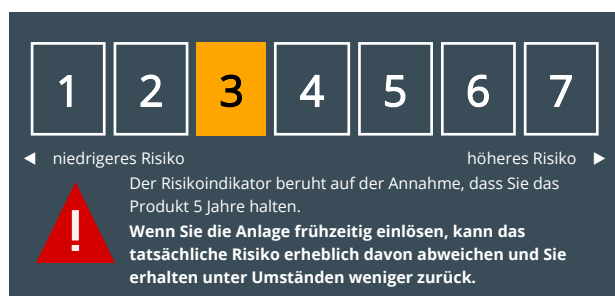 1 2 3 4 5 6 7
niedrigeres Risiko höheres Risiko
Der Risikoindikator beruht auf der Annahme, dass Sie das
Produkt 5 Jahre halten.
Wenn Sie die Anlage frühzeitig einlösen, kann das
tatsächliche Risiko erheblich davon abweichen und Sie
erhalten unter Umständen weniger zurück.
!